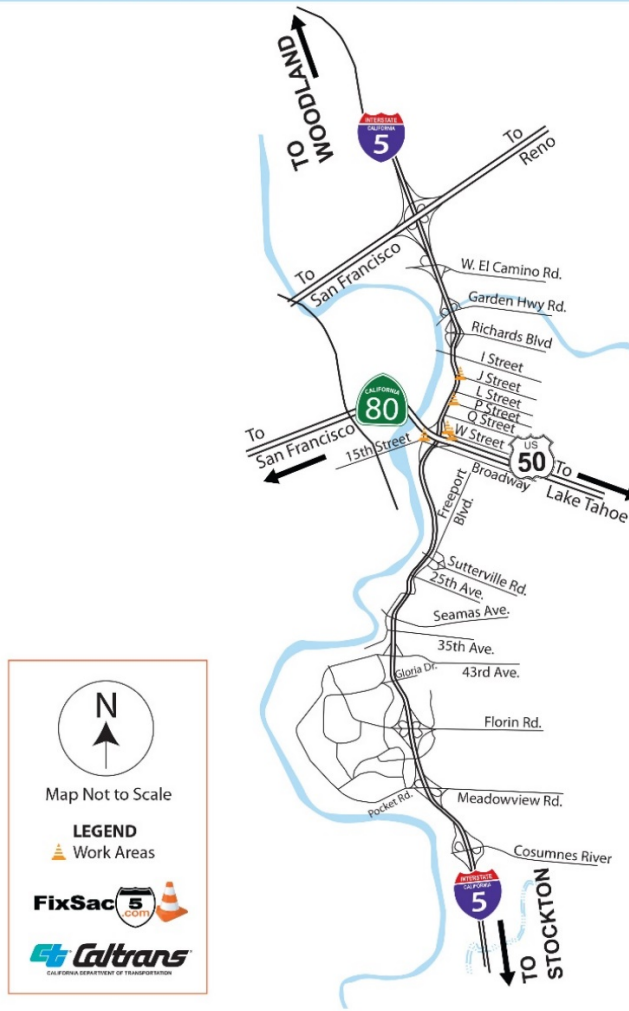 TO
WOODLAND
INTERSTATE
CALIFORNIA
5
To
Reno
To
San Francisco
W. El Camino Rd.
Garden Hwy Rd.
Richards Blvd
I Street
J Street
L Street
P Street
Q Street
W Street
CALIFORNIA
80
To
San Francisco
15th Street
US
50
To
Lake Tahoe
Broadway
Freeport
Blvd.
Sutterville Rd.
25th Ave.
Seamas Ave.
35th Ave.
Gloria Dr.
43rd Ave.
Florin Rd.
Pocket Rd.
Meadowview Rd.
Cosumnes River
INTERSTATE
CALIFORNIA
5
TO
STOCKTON
N
Map Not to Scale
LEGEND
Work Areas
FixSac 5 .com
Caltrans
CALIFORNIA DEPARTMENT OF TRANSPORTATION